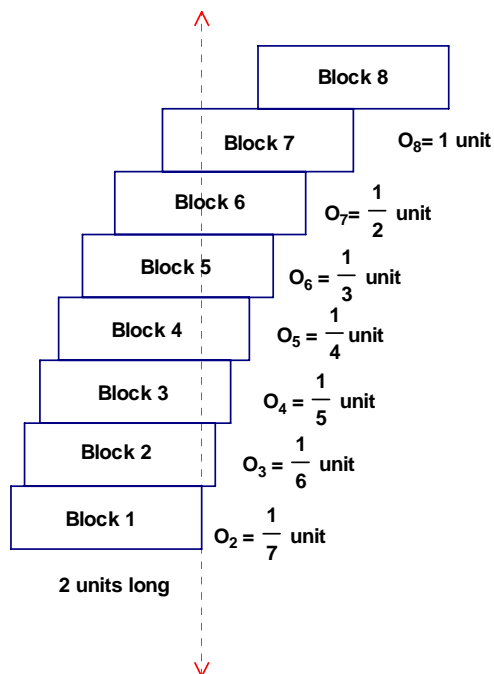 Block 8
Block 7
O₈= 1 unit
Block 6
O₇= 1/2 unit
Block 5
O₆ = 1/3 unit
Block 4
O₅ = 1/4 unit
Block 3
O₄ = 1/5 unit
Block 2
O₃ = 1/6 unit
Block 1
O₂ = 1/7 unit
2 units long